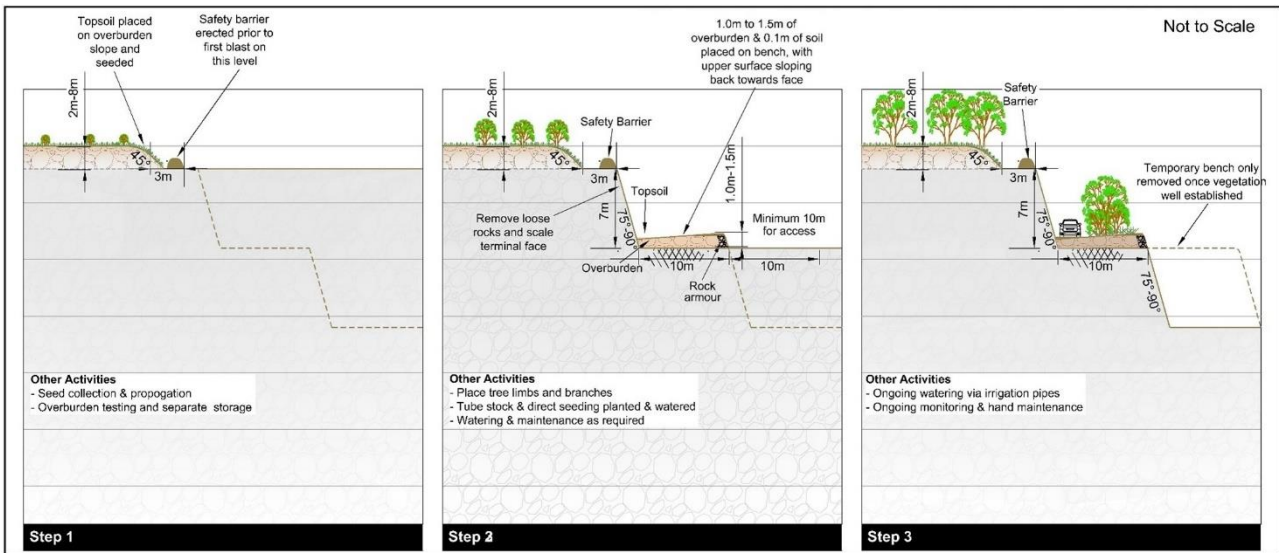 Not to Scale
Topsoil placed
on overburden
slope and
seeded
Safety barrier
erected prior to
first blast on
this level
2m-8m
45°
3m
Other Activities
- Seed collection & propogation
- Overburden testing and separate storage
Step 1
1.0m to 1.5m of
overburden & 0.1m of soil
placed on bench, with
upper surface sloping
back towards face
2m-8m
Safety Barrier
45°
3m
1.0m-1.5m
Topsoil
7m
Remove loose
rocks and scale
terminal face
75°-90°
Minimum 10m
for access
Overburden
10m
10m
Rock
armour
Other Activities
- Place tree limbs and branches
- Tube stock & direct seeding planted & watered
- Watering & maintenance as required
Step
2m-8m
Safety
Barrier
45°
3m
Temporary bench only
removed once vegetation
well established
7m
75°-90°
10m
75°-90°
Other Activities
- Ongoing watering via irrigation pipes
- Ongoing monitoring & hand maintenance
Step 3